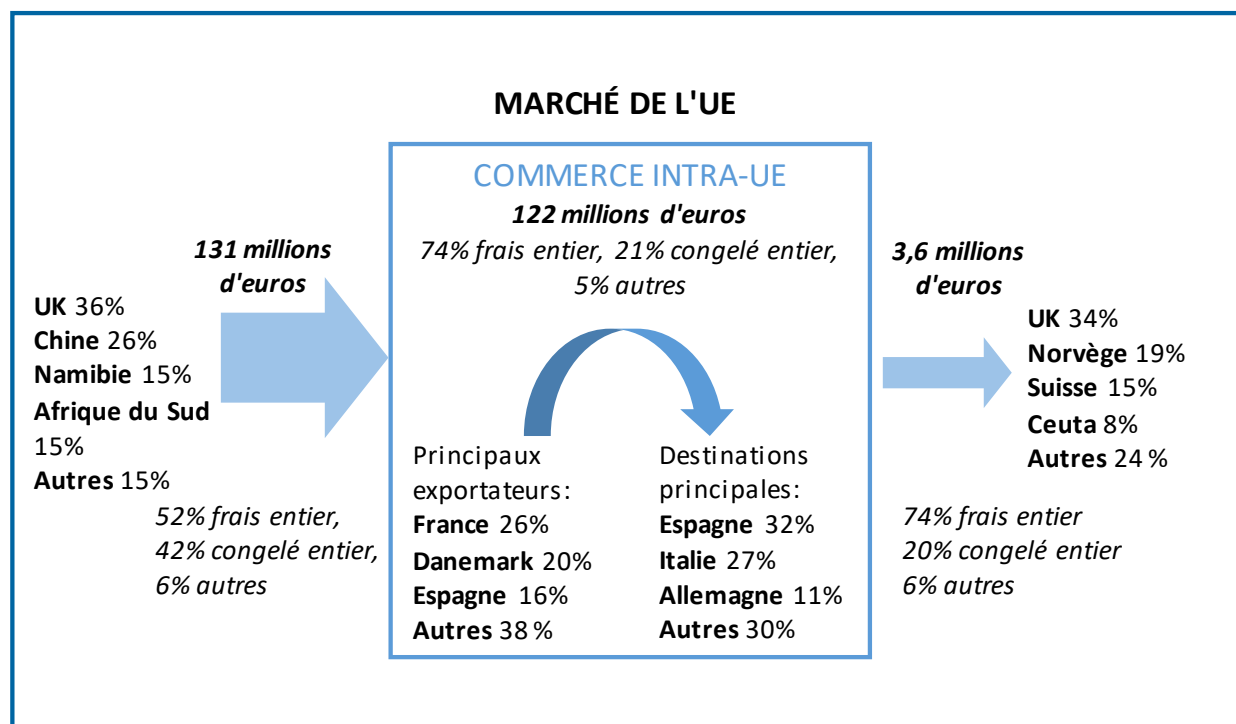 MARCHÉ DE L'UE
COMMERCE INTRA-UE
122 millions d'euros
74% frais entier, 21% congelé entier,
5% autres
131 millions
d'euros
UK 36%
Chine 26%
Namibie 15%
Afrique du Sud
15%
Autres 15%
52% frais entier,
42% congelé entier,
6% autres
Principaux
exportateurs:
France 26%
Danemark 20%
Espagne 16%
Autres 38 %
Destinations
principales:
Espagne 32%
Italie 27%
Allemagne 11%
Autres 30%
3,6 millions
d'euros
UK 34%
Norvège 19%
Suisse 15%
Ceuta 8%
Autres 24 %
74% frais entier
20% congelé entier
6% autres